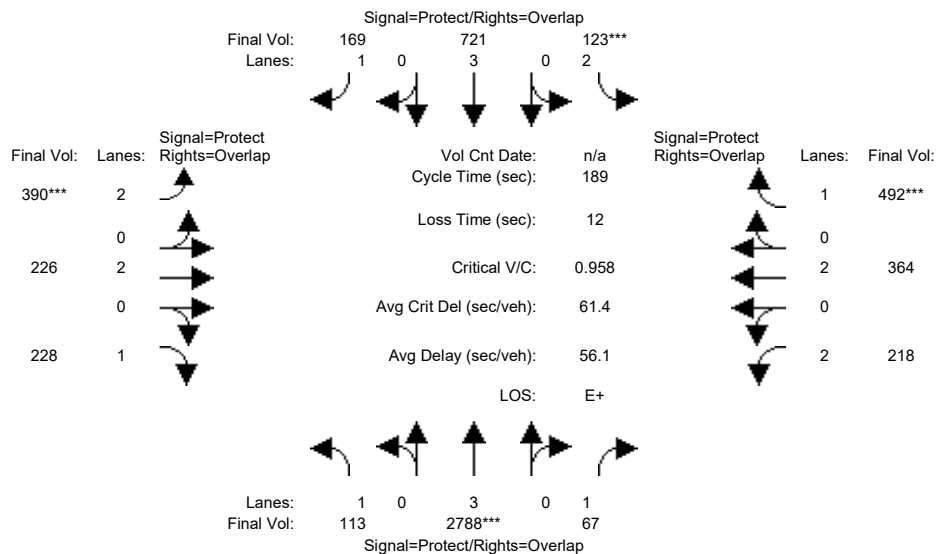 Signal=Protect/Rights=Overlap
Final Vol: 169 721 123***
Lanes: 1 0 3 0 2
Signal=Protect
Final Vol: Lanes: Rights=Overlap
Vol Cnt Date: n/a
Signal=Protect
Rights=Overlap Lanes: Final Vol:
Cycle Time (sec): 189
390*** 2
1 492***
Loss Time (sec): 12
0
0
226 2
Critical V/C: 0.958
2 364
0
Avg Crit Del (sec/veh): 61.4
0
228 1
Avg Delay (sec/veh): 56.1
2 218
LOS: E+
Lanes: 1 0 3 0 1
Final Vol: 113 2788*** 67
Signal=Protect/Rights=Overlap